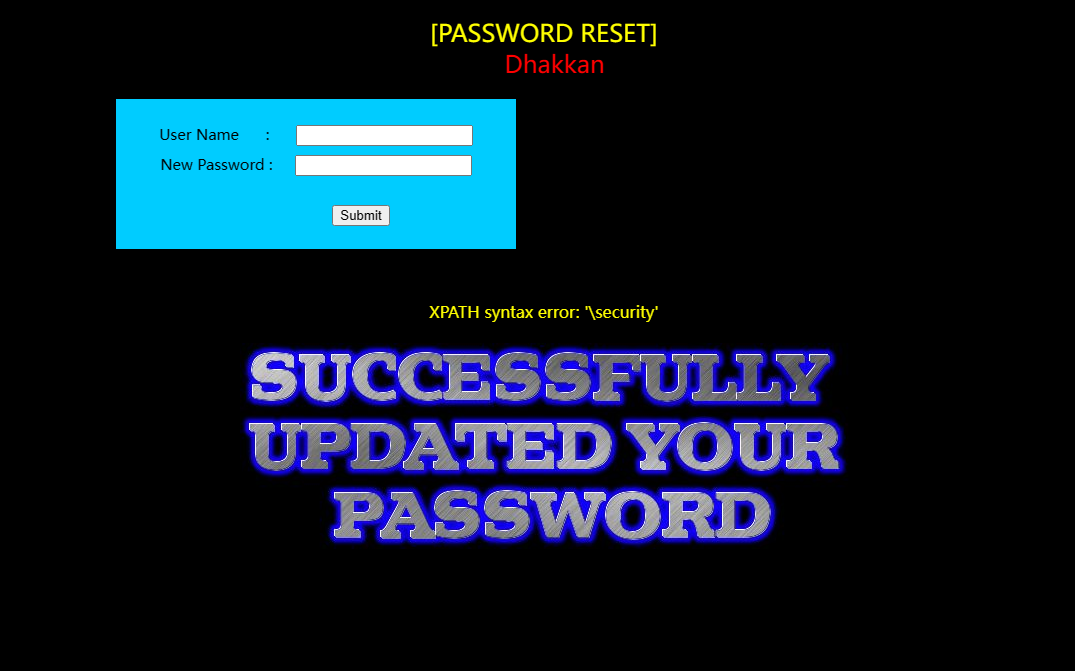 [PASSWORD RESET]
Dhakkan
User Name :
New Password :
Submit
XPATH syntax error: '\security'
SUCCESSFULLY
UPDATED YOUR
PASSWORD